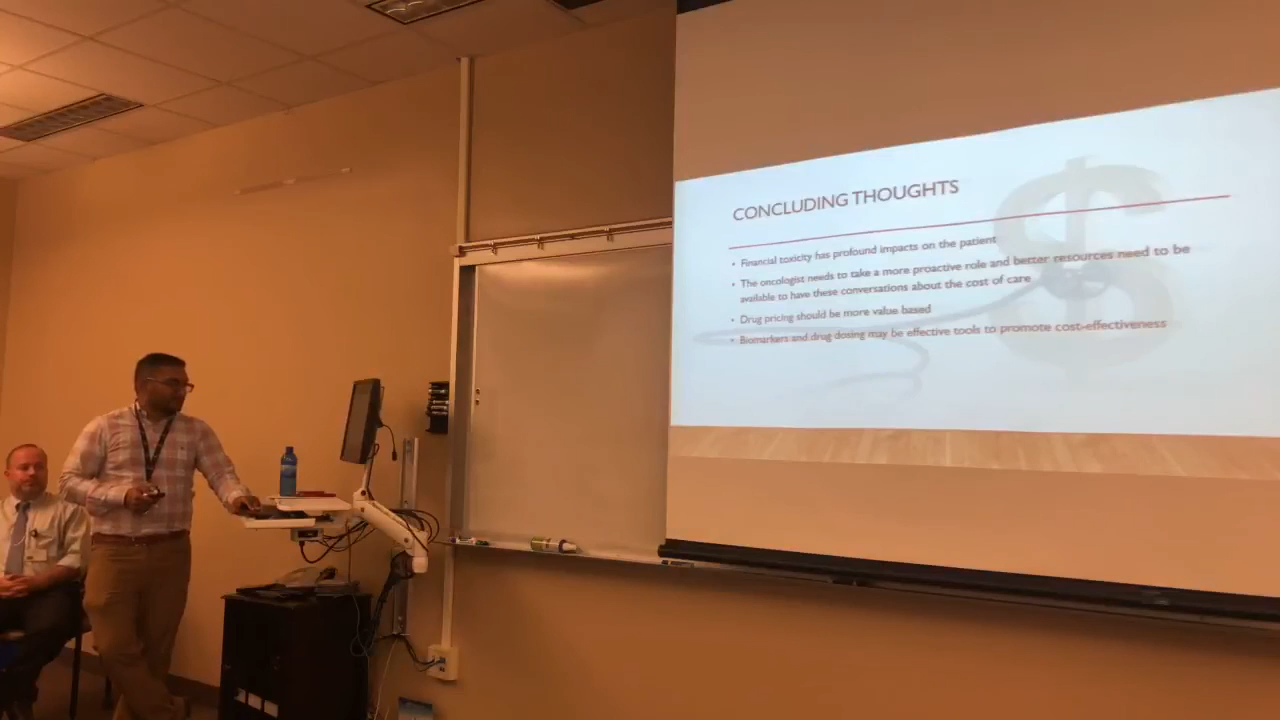 CONCLUDING THOUGHTS
• Financial toxicity has profound impacts on the patient
• The oncologist needs to take a more proactive role and better resources need to be
available to have these conversations about the cost of care
• Drug pricing should be more value based
• Biomarkers and drug dosing may be effective tools to promote cost-effectiveness